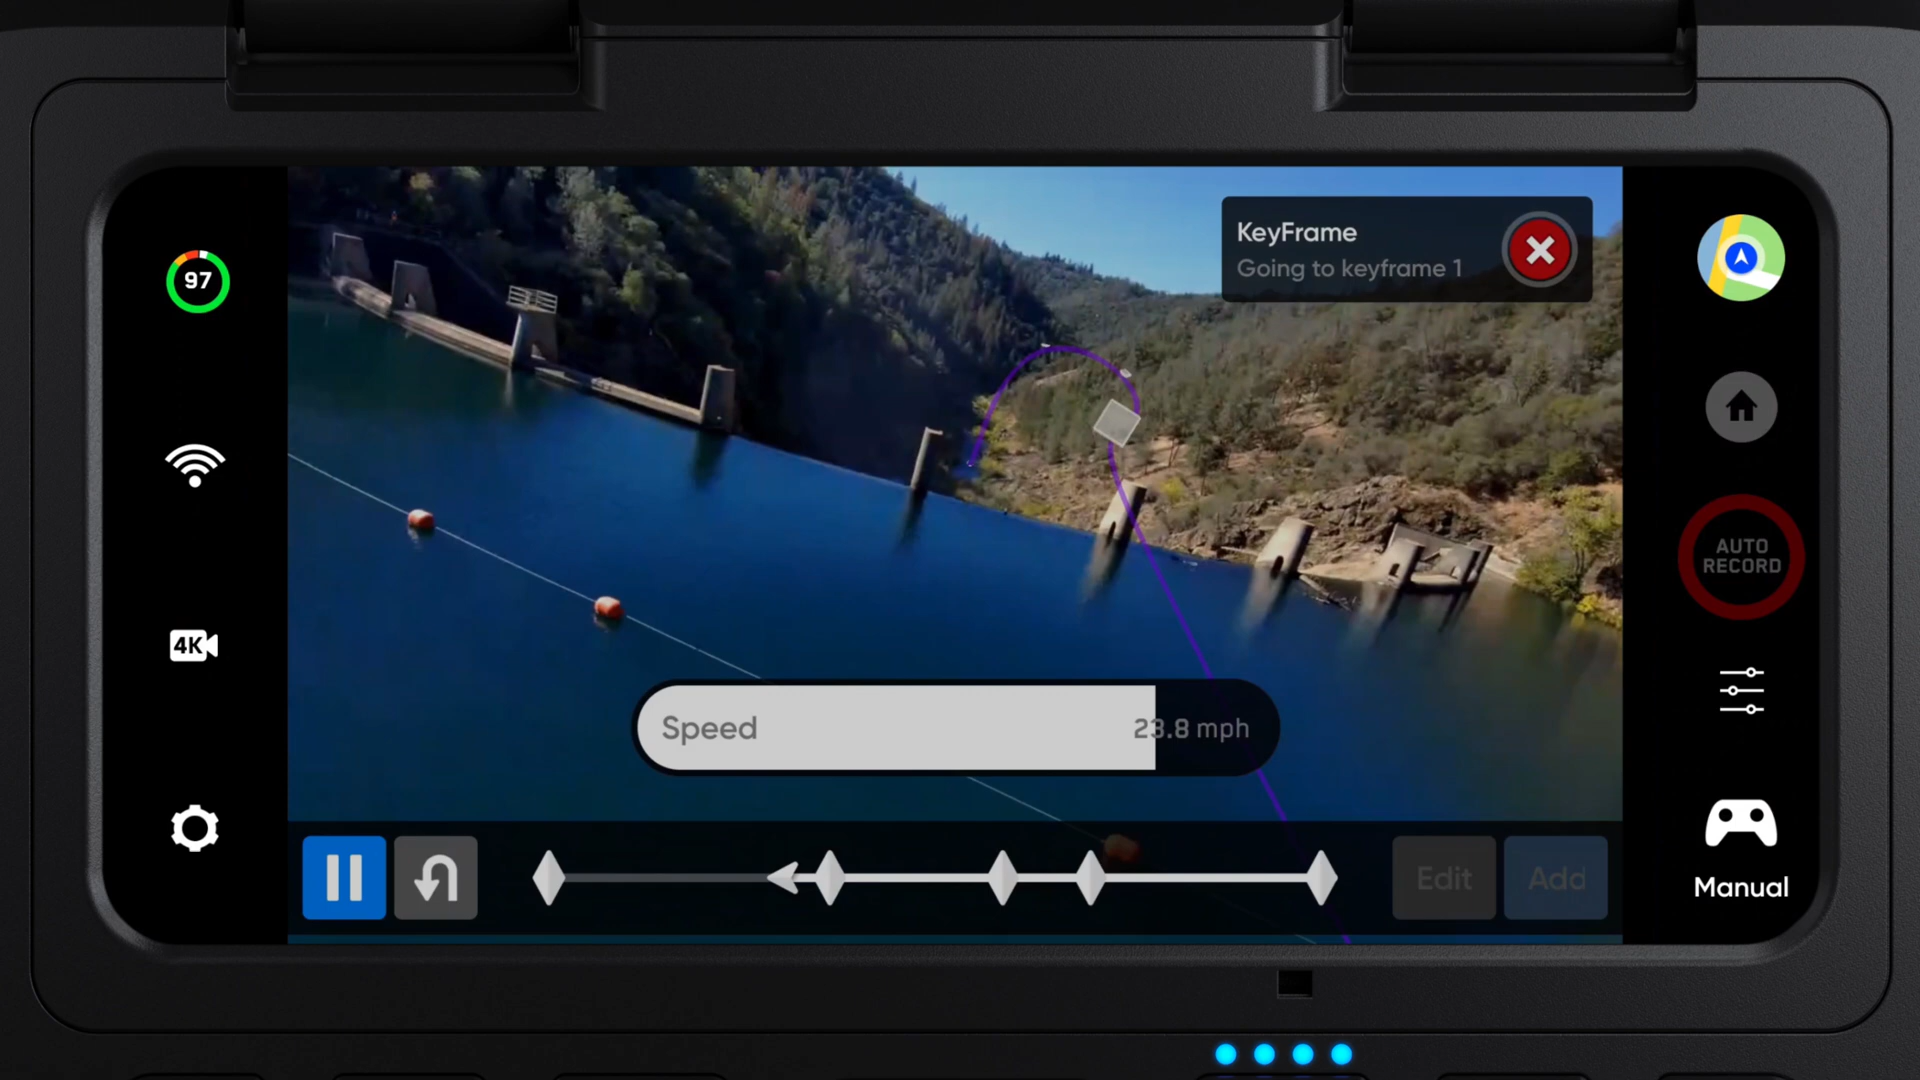 KeyFrame
Going to keyframe 1
97
4K
AUTO
RECORD
Speed
23.8 mph
Edit
Add
Manual